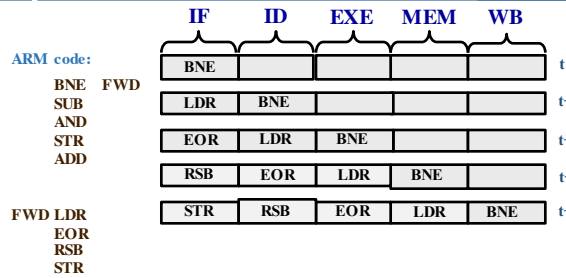 IF ID EXE MEM WB
ARM code:
BNE FWD
SUB
AND
STR
ADD
FWD LDR
EOR
RSB
STR
BNE t
LDR BNE t
EOR LDR BNE t
RSB EOR LDR BNE t
STR RSB EOR LDR BNE t